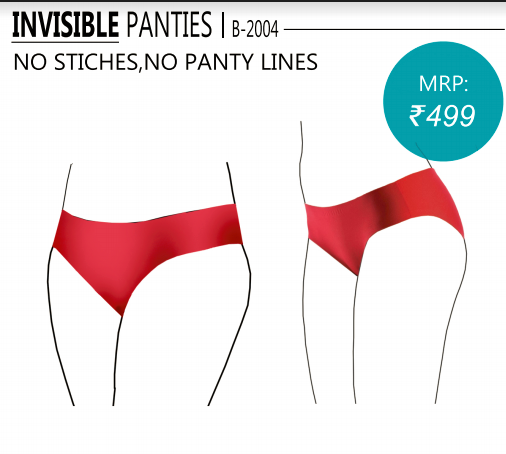 INVISIBLE PANTIES | B-2004
NO STICHES,NO PANTY LINES
MRP:
₹499